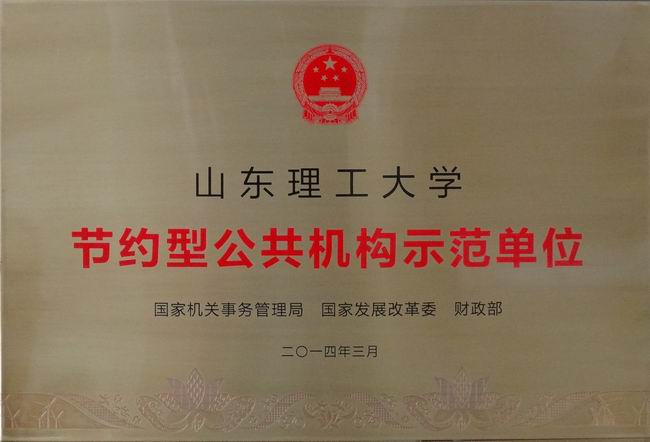 山东理工大学
节约型公共机构示范单位
国家机关事务管理局 国家发展改革委 财政部
二〇一四年三月